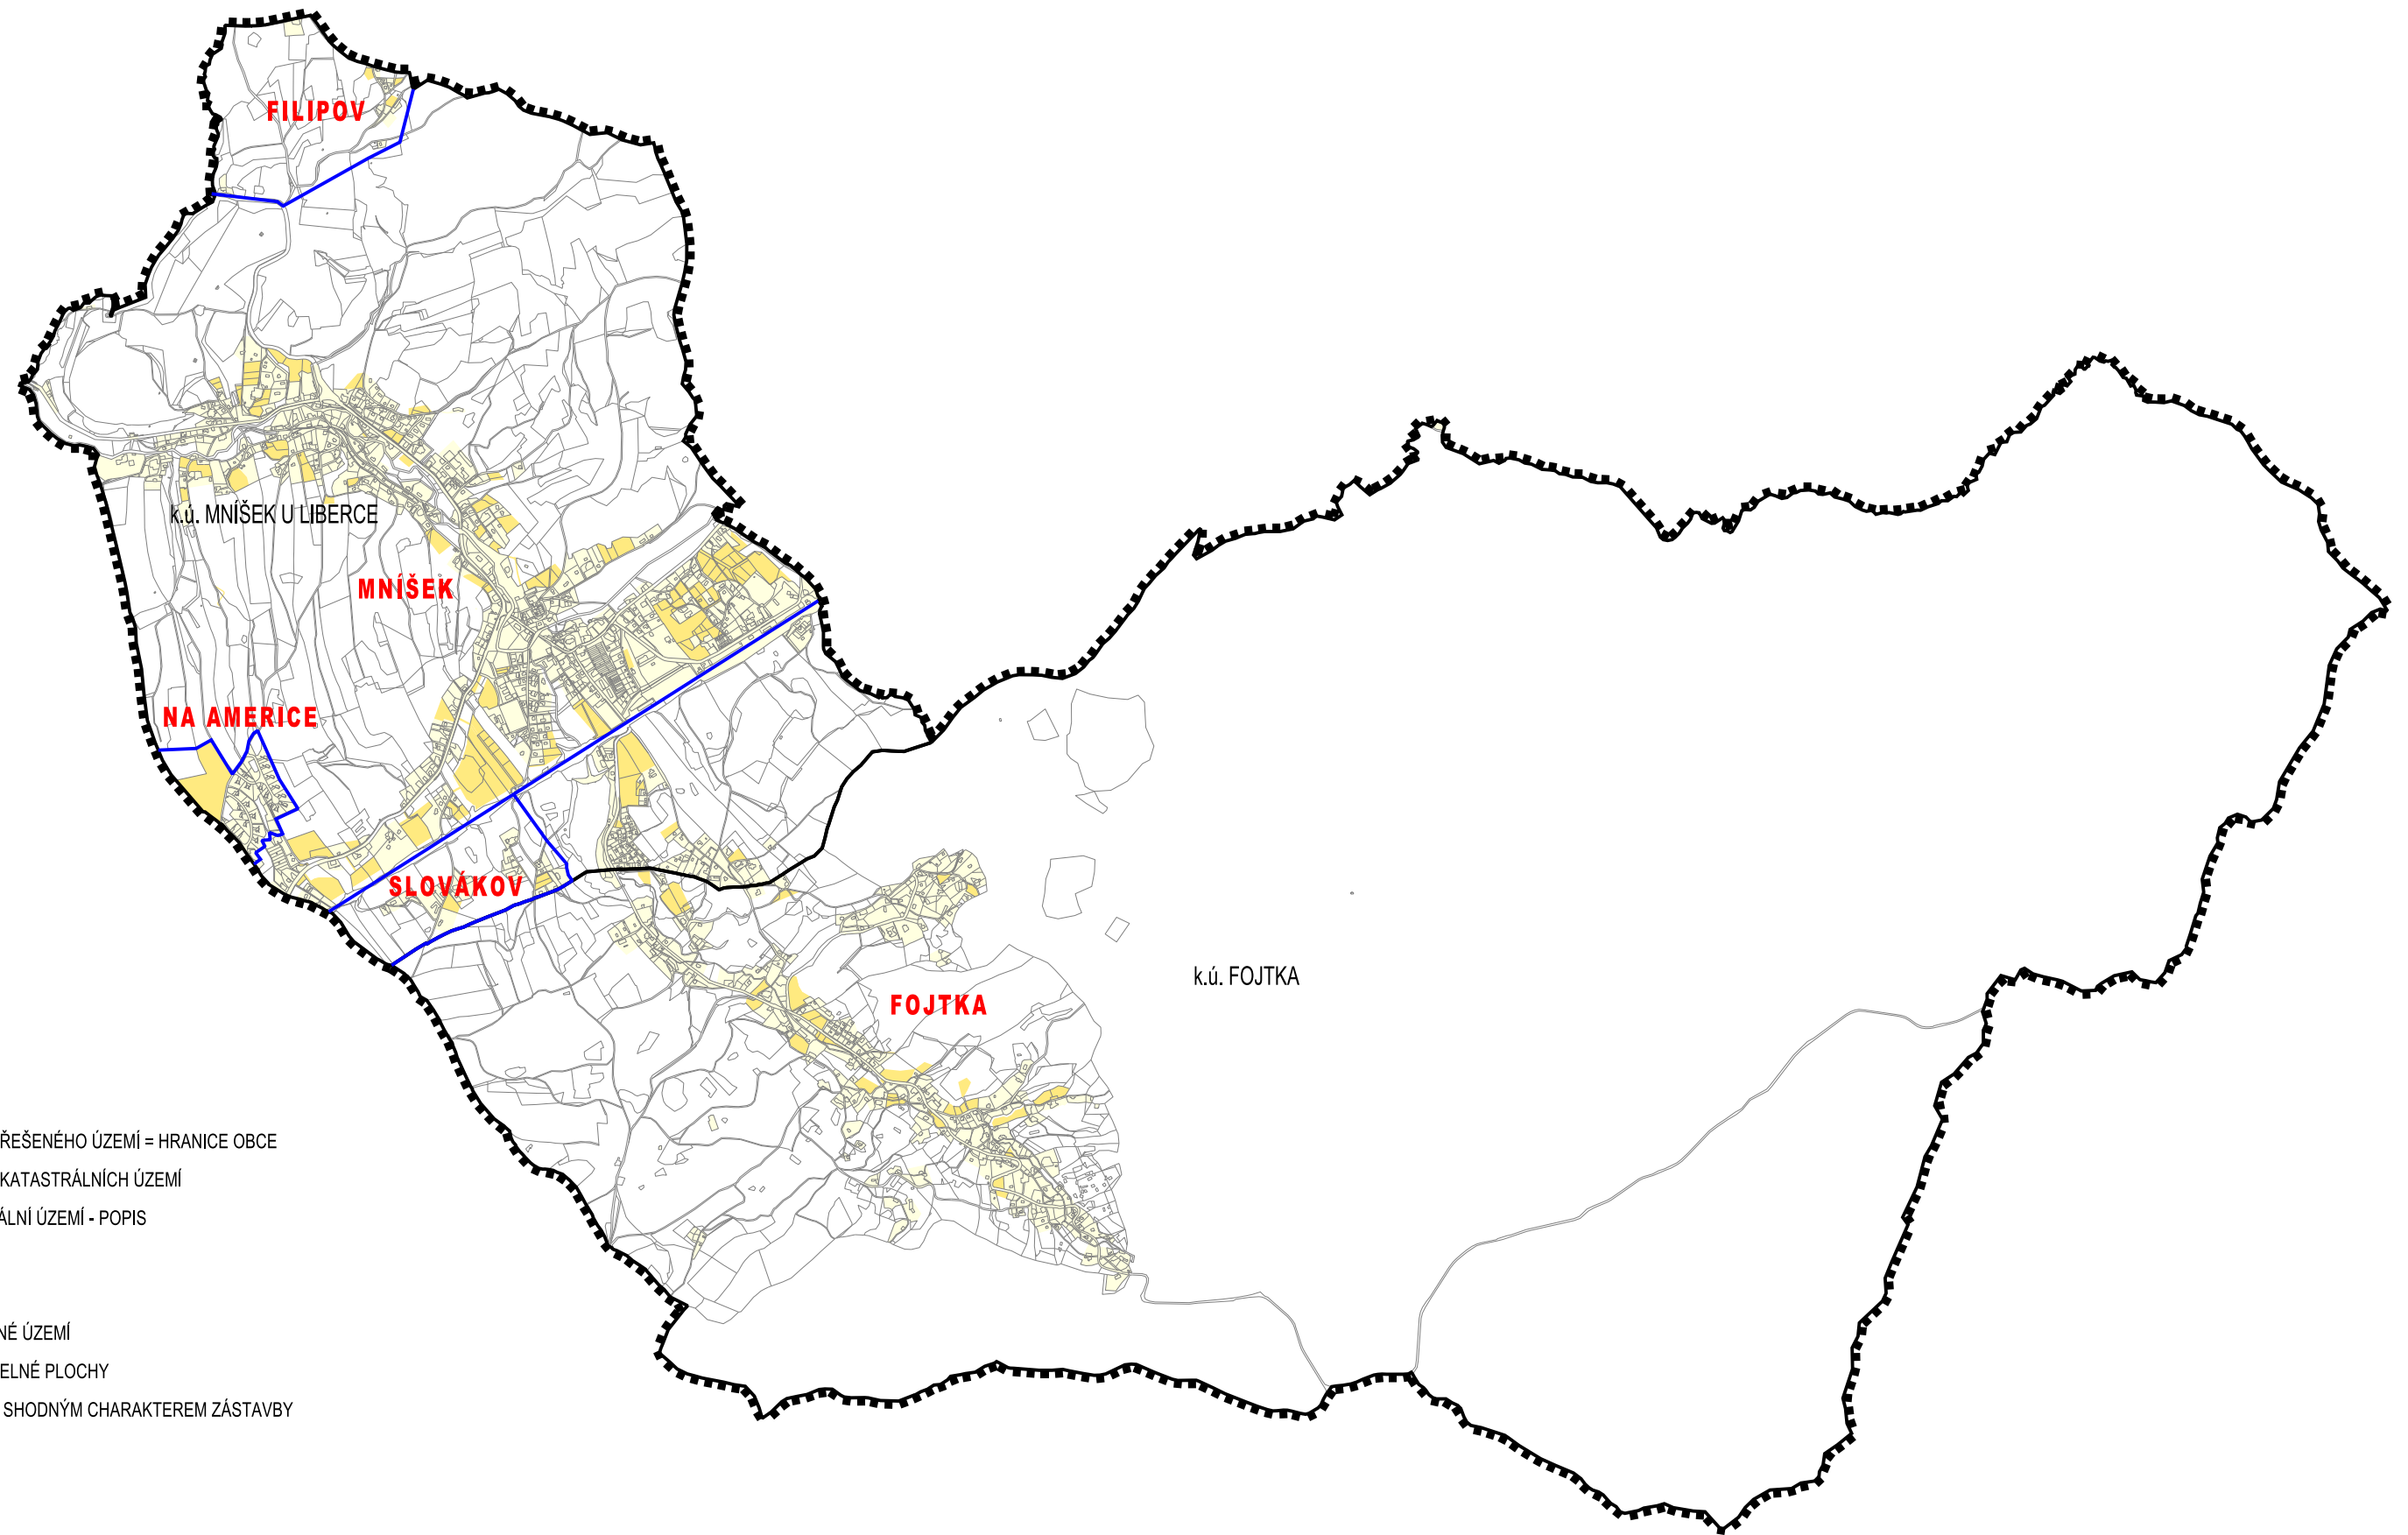 FILIPOV
k.ú. MNÍŠEK U LIBERCE
MNÍŠEK
NA AMERICE
SLOVÁKOV
k.ú. FOJTKA
FOJTKA
ŘEŠENÉHO ÚZEMÍ = HRANICE OBCE
KATASTRÁLNÍCH ÚZEMÍ
ÁLNÍ ÚZEMÍ - POPIS
NÉ ÚZEMÍ
ELNÉ PLOCHY
SHODNÝM CHARAKTEREM ZÁSTAVBY